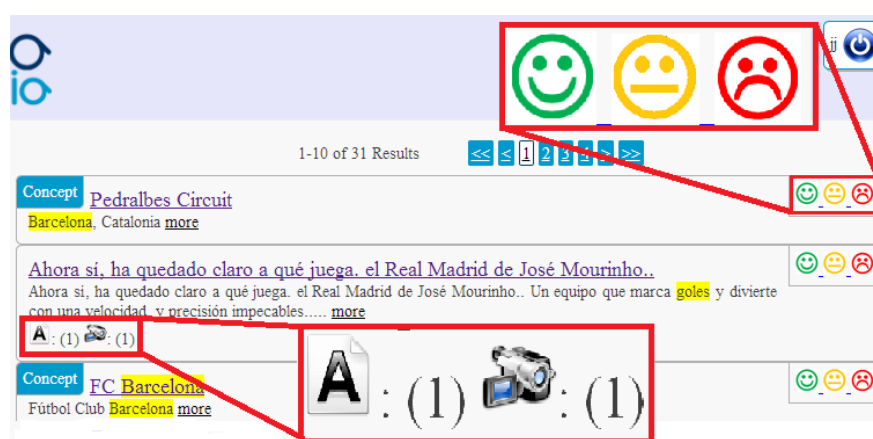 io
jj
1-10 of 31 Results << < 1 2 3 > >>
Concept Pedralbes Circuit
Barcelona, Catalonia more
Ahora sí, ha quedado claro a qué juega. el Real Madrid de José Mourinho..
Ahora si, ha quedado claro a qué juega. el Real Madrid de José Mourinho.. Un equipo que marca goles y divierte
con una velocidad, y precisión impecables..... more
A : (1) : (1)
A : (1) : (1)
Concept FC Barcelona
Fútbol Club Barcelona more